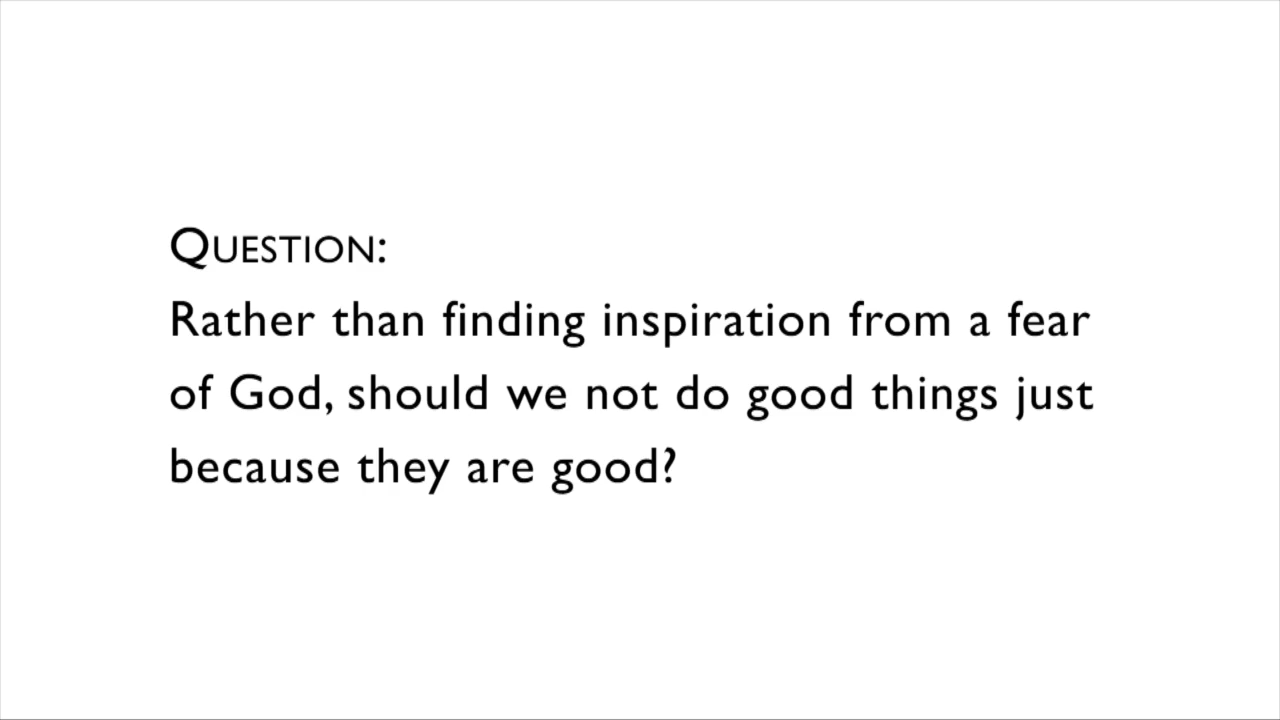 QUESTION:
Rather than finding inspiration from a fear
of God, should we not do good things just
because they are good?